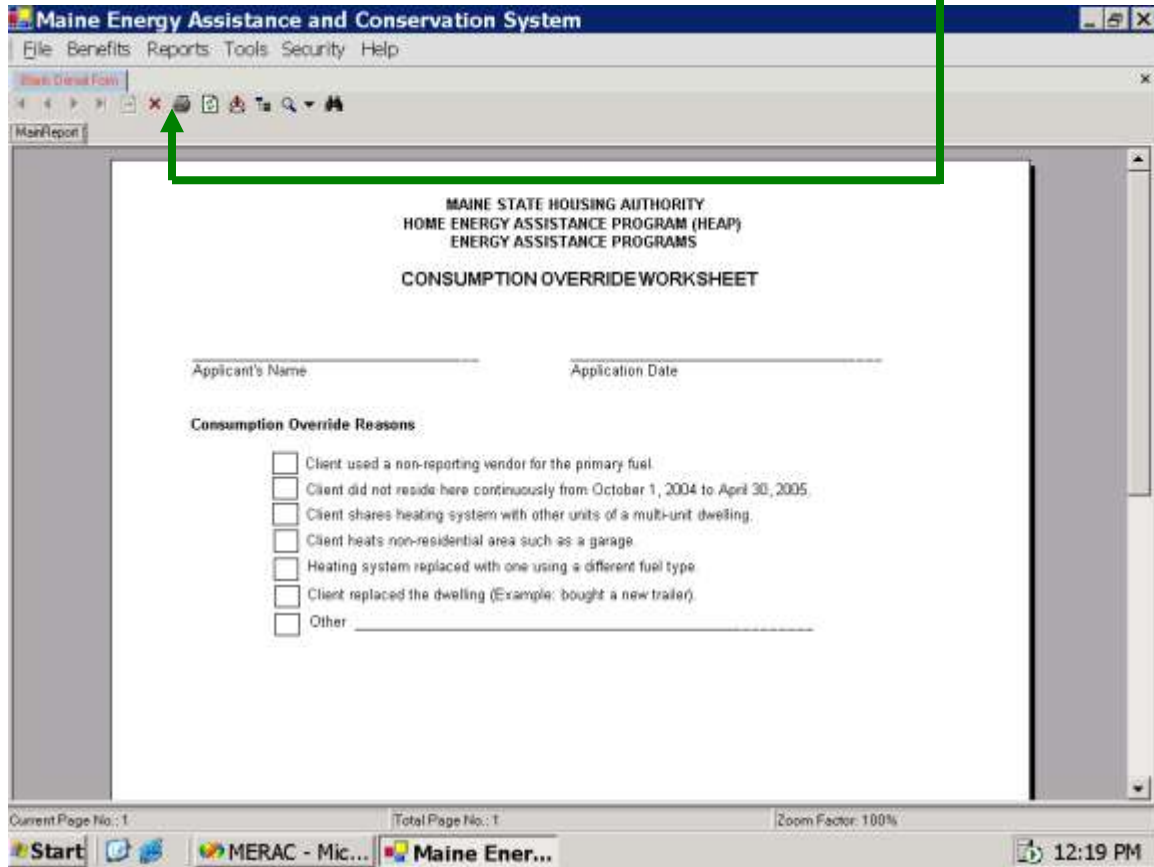 Maine Energy Assistance and Conservation System
File Benefits Reports Tools Security Help
Blank Denial Form
MainReport
MAINE STATE HOUSING AUTHORITY
HOME ENERGY ASSISTANCE PROGRAM (HEAP)
ENERGY ASSISTANCE PROGRAMS
CONSUMPTION OVERRIDE WORKSHEET
Applicant's Name Application Date
Consumption Override Reasons
Client used a non-reporting vendor for the primary fuel.
Client did not reside here continuously from October 1, 2004 to April 30, 2005.
Client shares heating system with other units of a multi-unit dwelling.
Client heats non-residential area such as a garage.
Heating system replaced with one using a different fuel type.
Client replaced the dwelling (Example: bought a new trailer).
Other
Current Page No.: 1 Total Page No.: 1 Zoom Factor: 100%
Start MERAC - Mic... Maine Ener... 12:19 PM